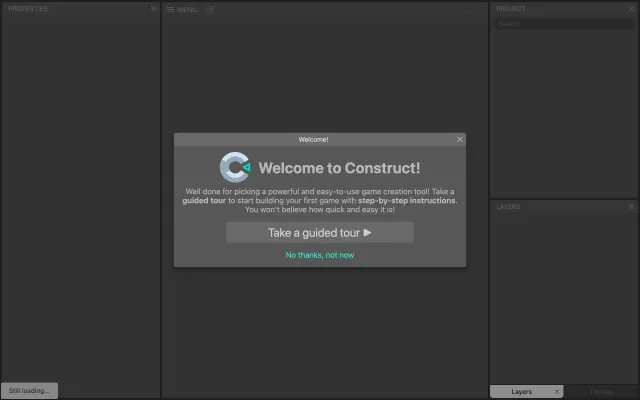 PROPERTIES
MENU
PROJECT
Search
Welcome!
Welcome to Construct!
Well done for picking a powerful and easy-to-use game creation tool! Take a
guided tour to start building your first game with step-by-step instructions.
You won't believe how quick and easy it is!
Take a guided tour
No thanks, not now
LAYERS
Still loading...
Layers